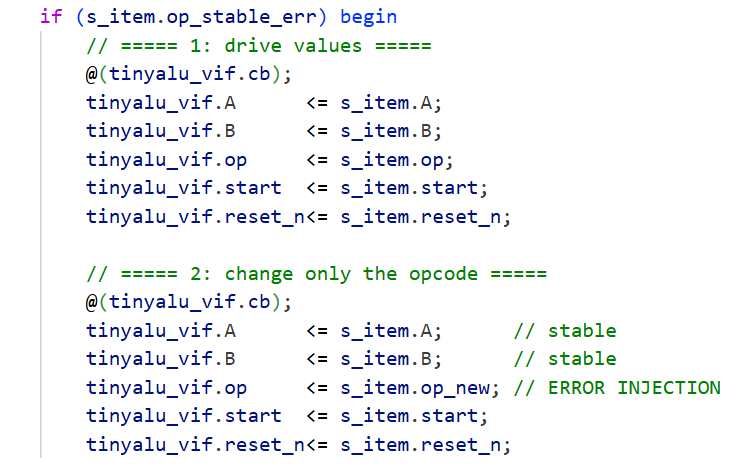 if (s_item.op_stable_err) begin
// ===== 1: drive values =====
@(tinyalu_vif.cb);
tinyalu_vif.A <= s_item.A;
tinyalu_vif.B <= s_item.B;
tinyalu_vif.op <= s_item.op;
tinyalu_vif.start <= s_item.start;
tinyalu_vif.reset_n<= s_item.reset_n;
// ===== 2: change only the opcode =====
@(tinyalu_vif.cb);
tinyalu_vif.A <= s_item.A; // stable
tinyalu_vif.B <= s_item.B; // stable
tinyalu_vif.op <= s_item.op_new; // ERROR INJECTION
tinyalu_vif.start <= s_item.start;
tinyalu_vif.reset_n<= s_item.reset_n;